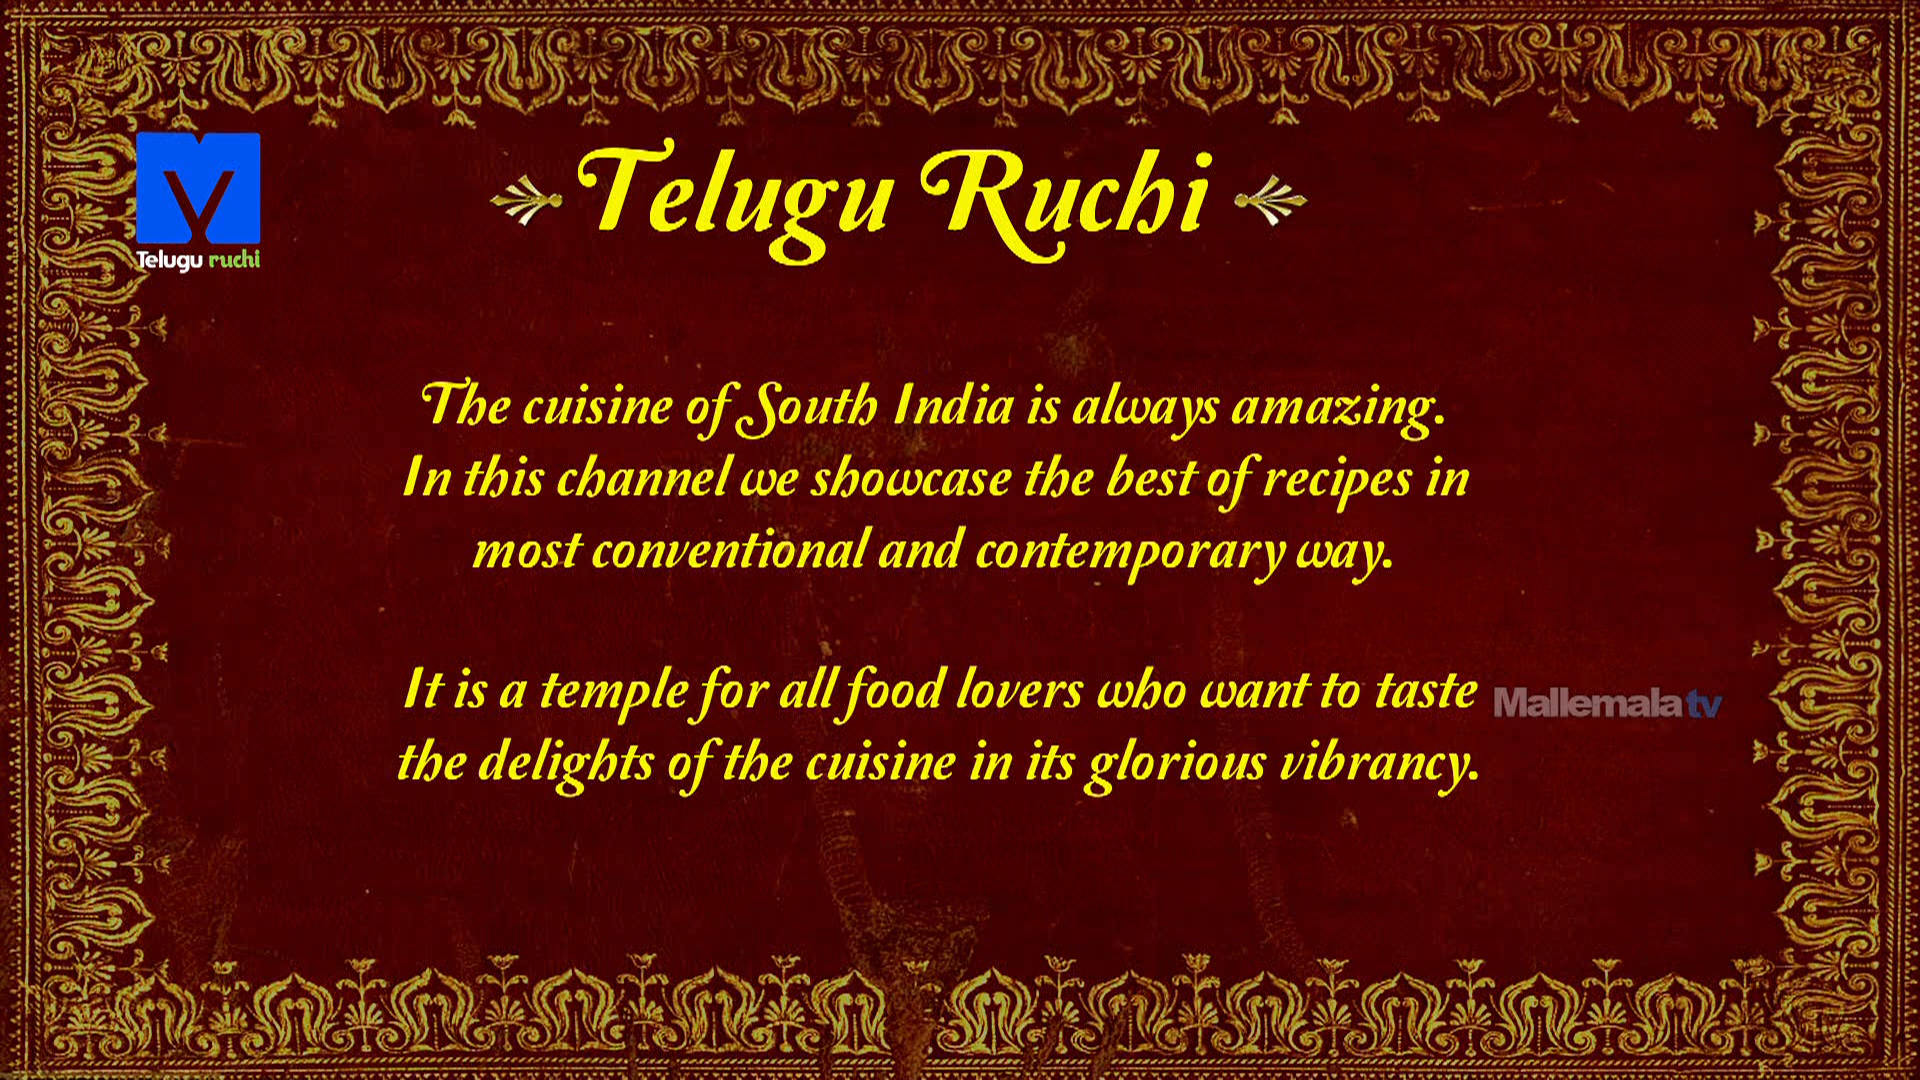 Telugu Ruchi
Telugu ruchi
The cuisine of South India is always amazing.
In this channel we showcase the best of recipes in
most conventional and contemporary way.
It is a temple for all food lovers who want to taste
Mallemala tv
the delights of the cuisine in its glorious vibrancy.